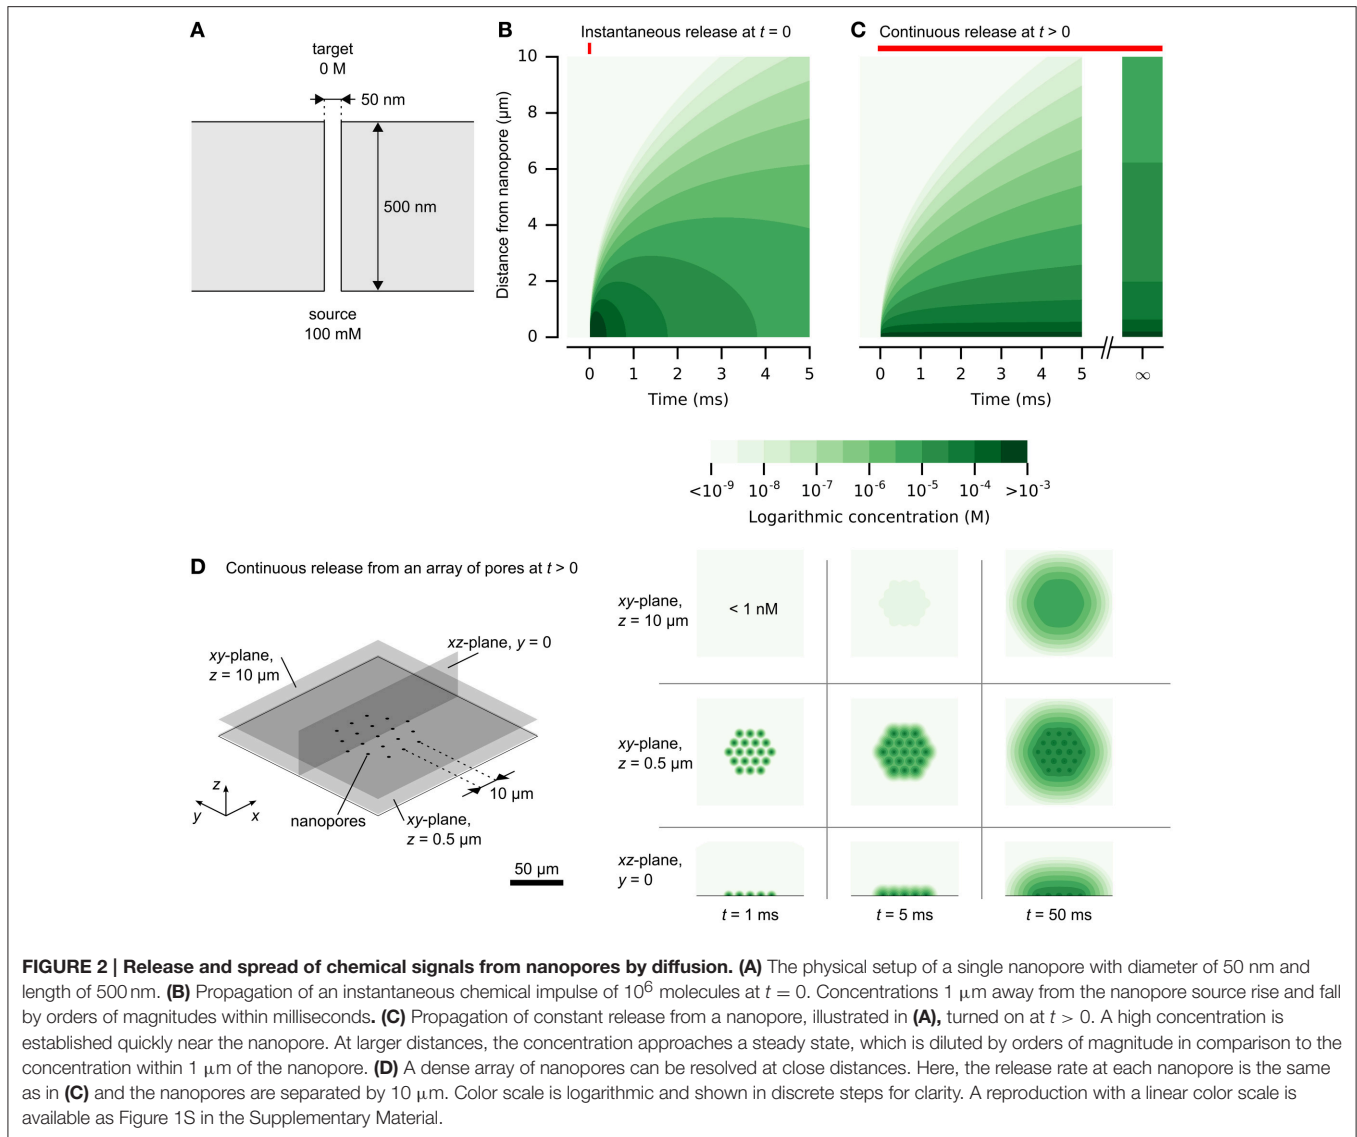 A
target
0 M
50 nm
500 nm
source
100 mM
B
Instantaneous release at t = 0
Distance from nanopore (µm)
10
8
6
4
2
0
0 1 2 3 4 5
Time (ms)
C
Continuous release at t > 0
0 1 2 3 4 5 ∞
Time (ms)
<10⁻⁹ 10⁻⁸ 10⁻⁷ 10⁻⁶ 10⁻⁵ 10⁻⁴ >10⁻³
Logarithmic concentration (M)
D
Continuous release from an array of pores at t > 0
xy-plane,
z = 10 µm
xz-plane, y = 0
10 µm
nanopores
xy-plane,
z = 0.5 µm
z
y
x
50 µm
xy-plane,
z = 10 µm
< 1 nM
xy-plane,
z = 0.5 µm
xz-plane,
y = 0
t = 1 ms
t = 5 ms
t = 50 ms
FIGURE 2 | Release and spread of chemical signals from nanopores by diffusion. (A) The physical setup of a single nanopore with diameter of 50 nm and
length of 500 nm. (B) Propagation of an instantaneous chemical impulse of 10⁶ molecules at t = 0. Concentrations 1 µm away from the nanopore source rise and fall
by orders of magnitudes within milliseconds. (C) Propagation of constant release from a nanopore, illustrated in (A), turned on at t > 0. A high concentration is
established quickly near the nanopore. At larger distances, the concentration approaches a steady state, which is diluted by orders of magnitude in comparison to the
concentration within 1 µm of the nanopore. (D) A dense array of nanopores can be resolved at close distances. Here, the release rate at each nanopore is the same
as in (C) and the nanopores are separated by 10 µm. Color scale is logarithmic and shown in discrete steps for clarity. A reproduction with a linear color scale is
available as Figure 1S in the Supplementary Material.